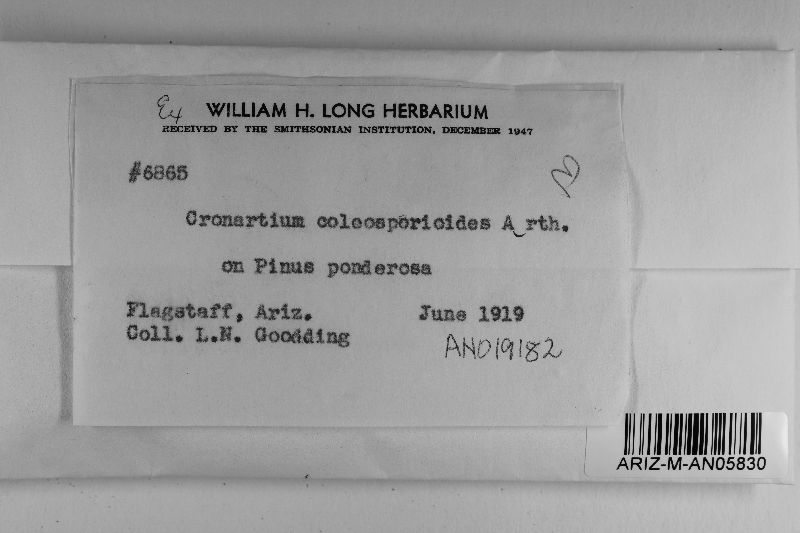 Ex WILLIAM H. LONG HERBARIUM
RECEIVED BY THE SMITHSONIAN INSTITUTION, DECEMBER 1947
#6865
Cronartium coleosporioides Arth.
on Pinus ponderosa
Flagstaff, Ariz. June 1919
Coll. L.N. Goodding
AN019182
ARIZ-M-AN05830